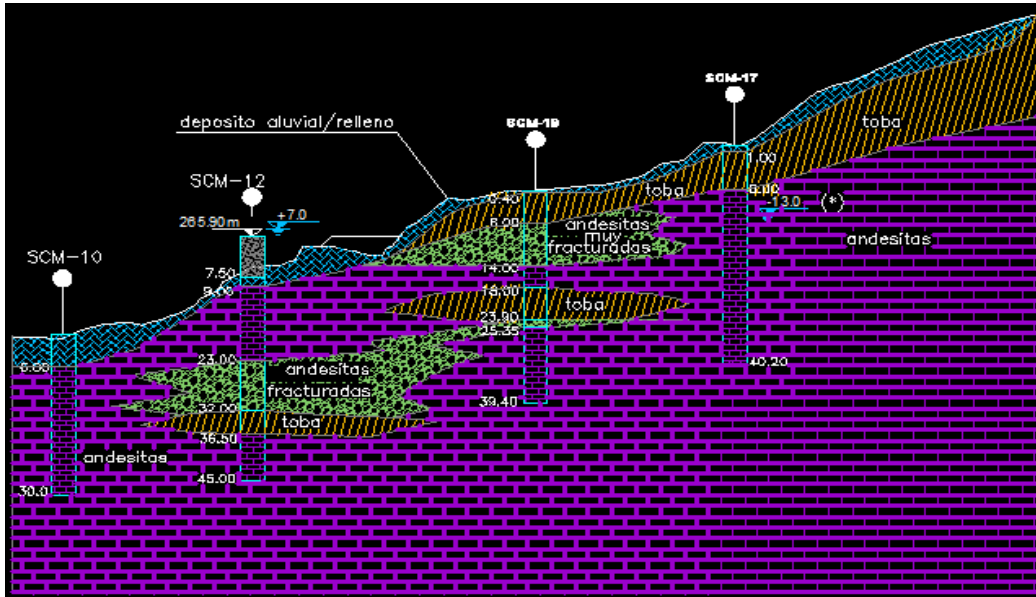 SCM-17
toba
deposito aluvial/relleno
SCM-19
1.00
SCM-12
toba
0.40
-13.0
(*)
+7.0
265.90m
6.00
andesitas
muy
fracturadas
andesitas
SCM-10
7.50
14.00
9.00
18.00
toba
23.90
25.35
23.00
andesitas
fracturadas
40.20
6.00
39.40
32.00
toba
36.50
andesitas
45.00
30.0